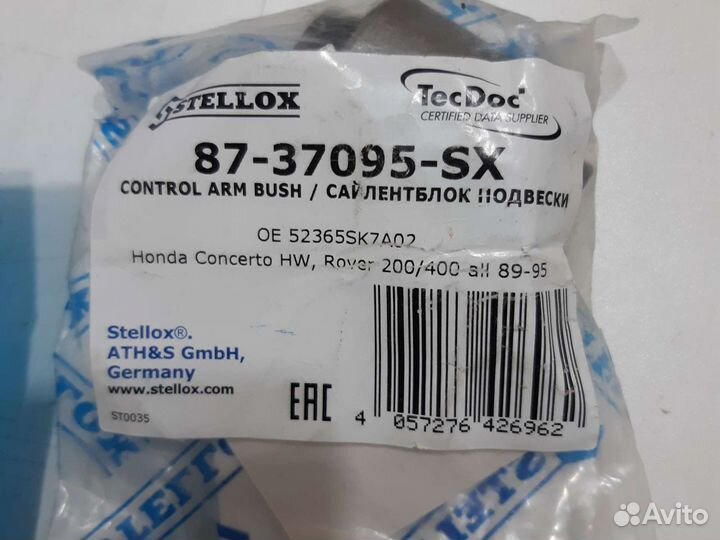 STELLOX
TecDoc
CERTIFIED DATA SUPPLIER
87-37095-SX
CONTROL ARM BUSH / САЙЛЕНТБЛОК ПОДВЕСКИ
OE 52365SK7A02
Honda Concerto HW, Rover 200/400 all 89-95
Stellox®.
ATH&S GmbH,
Germany
www.stellox.com
ST0035
EAC
4 057276 426962
Avito